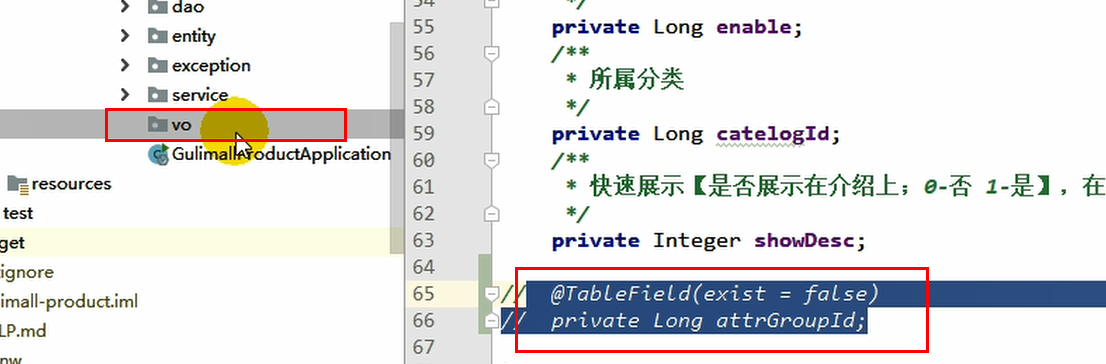 dao
entity
exception
service
vo
GulimallProductApplication
resources
test
get
ignore
imall-product.iml
LP.md
54 */
55 private Long enable;
56 /**
57 * 所属分类
58 */
59 private Long catelogId;
60 /**
61 * 快速展示【是否展示在介绍上；0-否 1-是】，在
62 */
63 private Integer showDesc;
64
65 // @TableField(exist = false)
66 // private Long attrGroupId;
67